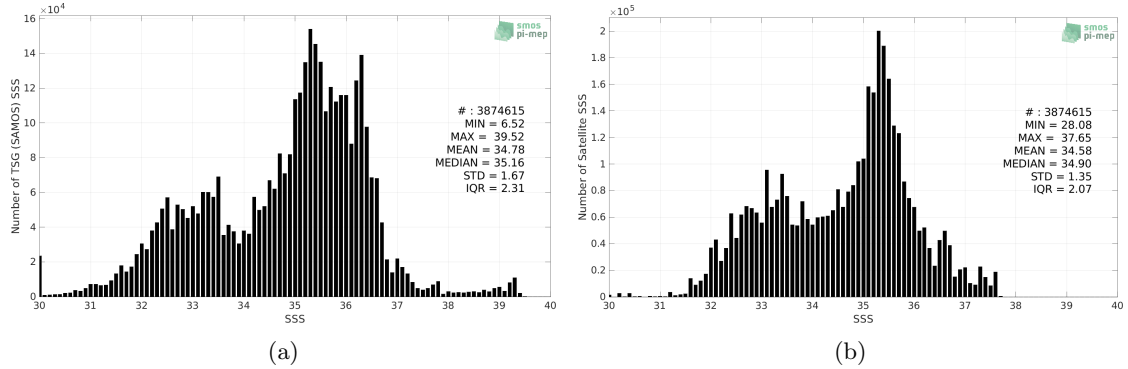 ×10⁴
16
14
12
10
8
6
4
2
0
Number of TSG (SAMOS) SSS
30 31 32 33 34 35 36 37 38 39 40
SSS
smos
pi-mep
# : 3874615
MIN = 6.52
MAX = 39.52
MEAN = 34.78
MEDIAN = 35.16
STD = 1.67
IQR = 2.31
(a)
×10⁵
2
1.8
1.6
1.4
1.2
1
0.8
0.6
0.4
0.2
0
Number of Satellite SSS
30 31 32 33 34 35 36 37 38 39 40
SSS
smos
pi-mep
# : 3874615
MIN = 28.08
MAX = 37.65
MEAN = 34.58
MEDIAN = 34.90
STD = 1.35
IQR = 2.07
(b)